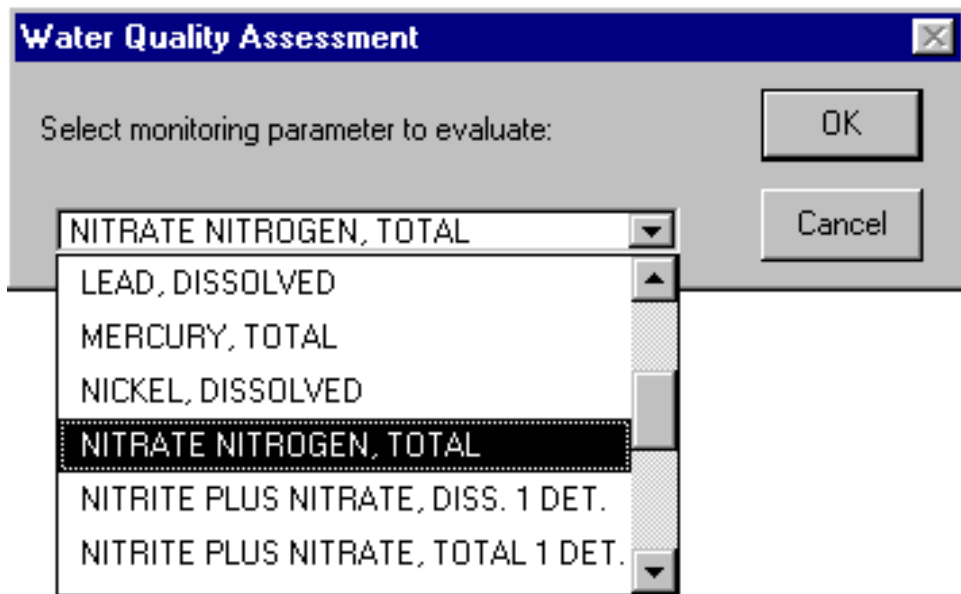 Water Quality Assessment
Select monitoring parameter to evaluate:
OK
NITRATE NITROGEN, TOTAL
Cancel
LEAD, DISSOLVED
MERCURY, TOTAL
NICKEL, DISSOLVED
NITRATE NITROGEN, TOTAL
NITRITE PLUS NITRATE, DISS. 1 DET.
NITRITE PLUS NITRATE, TOTAL 1 DET.